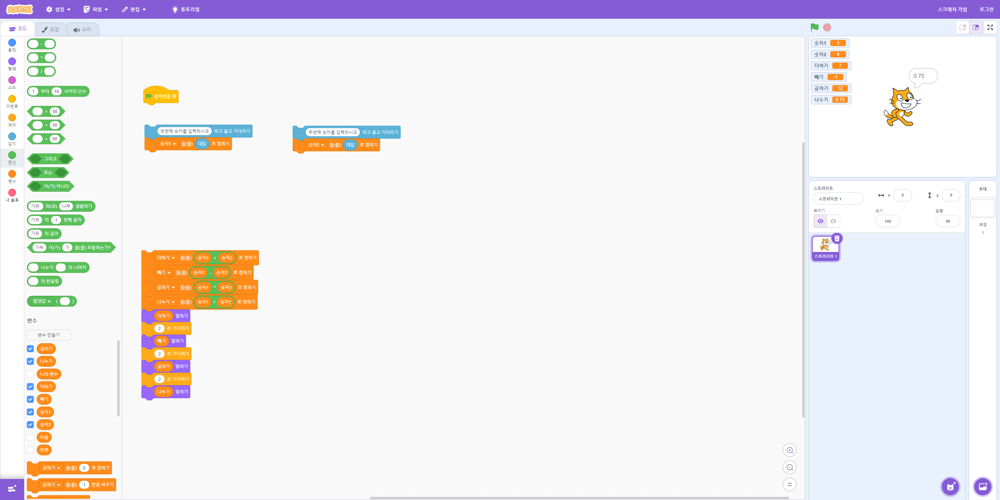 SCRATCH 설정 파일 편집 튜토리얼 스크래치 가입 로그인
코드 모양 소리
동작
형태
소리
이벤트
제어
감지
연산
변수
내 블록
-
*
/
1 부터 10 사이의 난수
> 50
< 50
= 50
그리고
또는
이(가) 아니다
가위 와(과) 나무 결합하기
가위 의 1 번째 글자
가위 의 길이
가위 이(가) 가 을(를) 포함하는가?
나누기 의 나머지
의 반올림
절댓값 ( )
변수
변수 만들기
곱하기
나누기
나의 변수
더하기
빼기
숫자1
숫자2
이름
학번
곱하기 을(를) 0 로 정하기
곱하기 을(를) 1 만큼 바꾸기
클릭했을 때
첫번째 숫자를 입력하시오 라고 묻고 기다리기
숫자1 을(를) 대답 로 정하기
두번째 숫자를 입력하시오 라고 묻고 기다리기
숫자2 을(를) 대답 로 정하기
더하기 을(를) 숫자1 + 숫자2 로 정하기
빼기 을(를) 숫자1 - 숫자2 로 정하기
곱하기 을(를) 숫자1 * 숫자2 로 정하기
나누기 을(를) 숫자1 / 숫자2 로 정하기
더하기 말하기
2 초 기다리기
빼기 말하기
2 초 기다리기
곱하기 말하기
2 초 기다리기
나누기 말하기
숫자1 3
숫자2 4
더하기 7
빼기 -1
곱하기 12
나누기 0.75
0.75
스프라이트
스프라이트 1 x 0 y 0
보이기 크기 방향
100 90
스프라이트 1
무대
배경
1